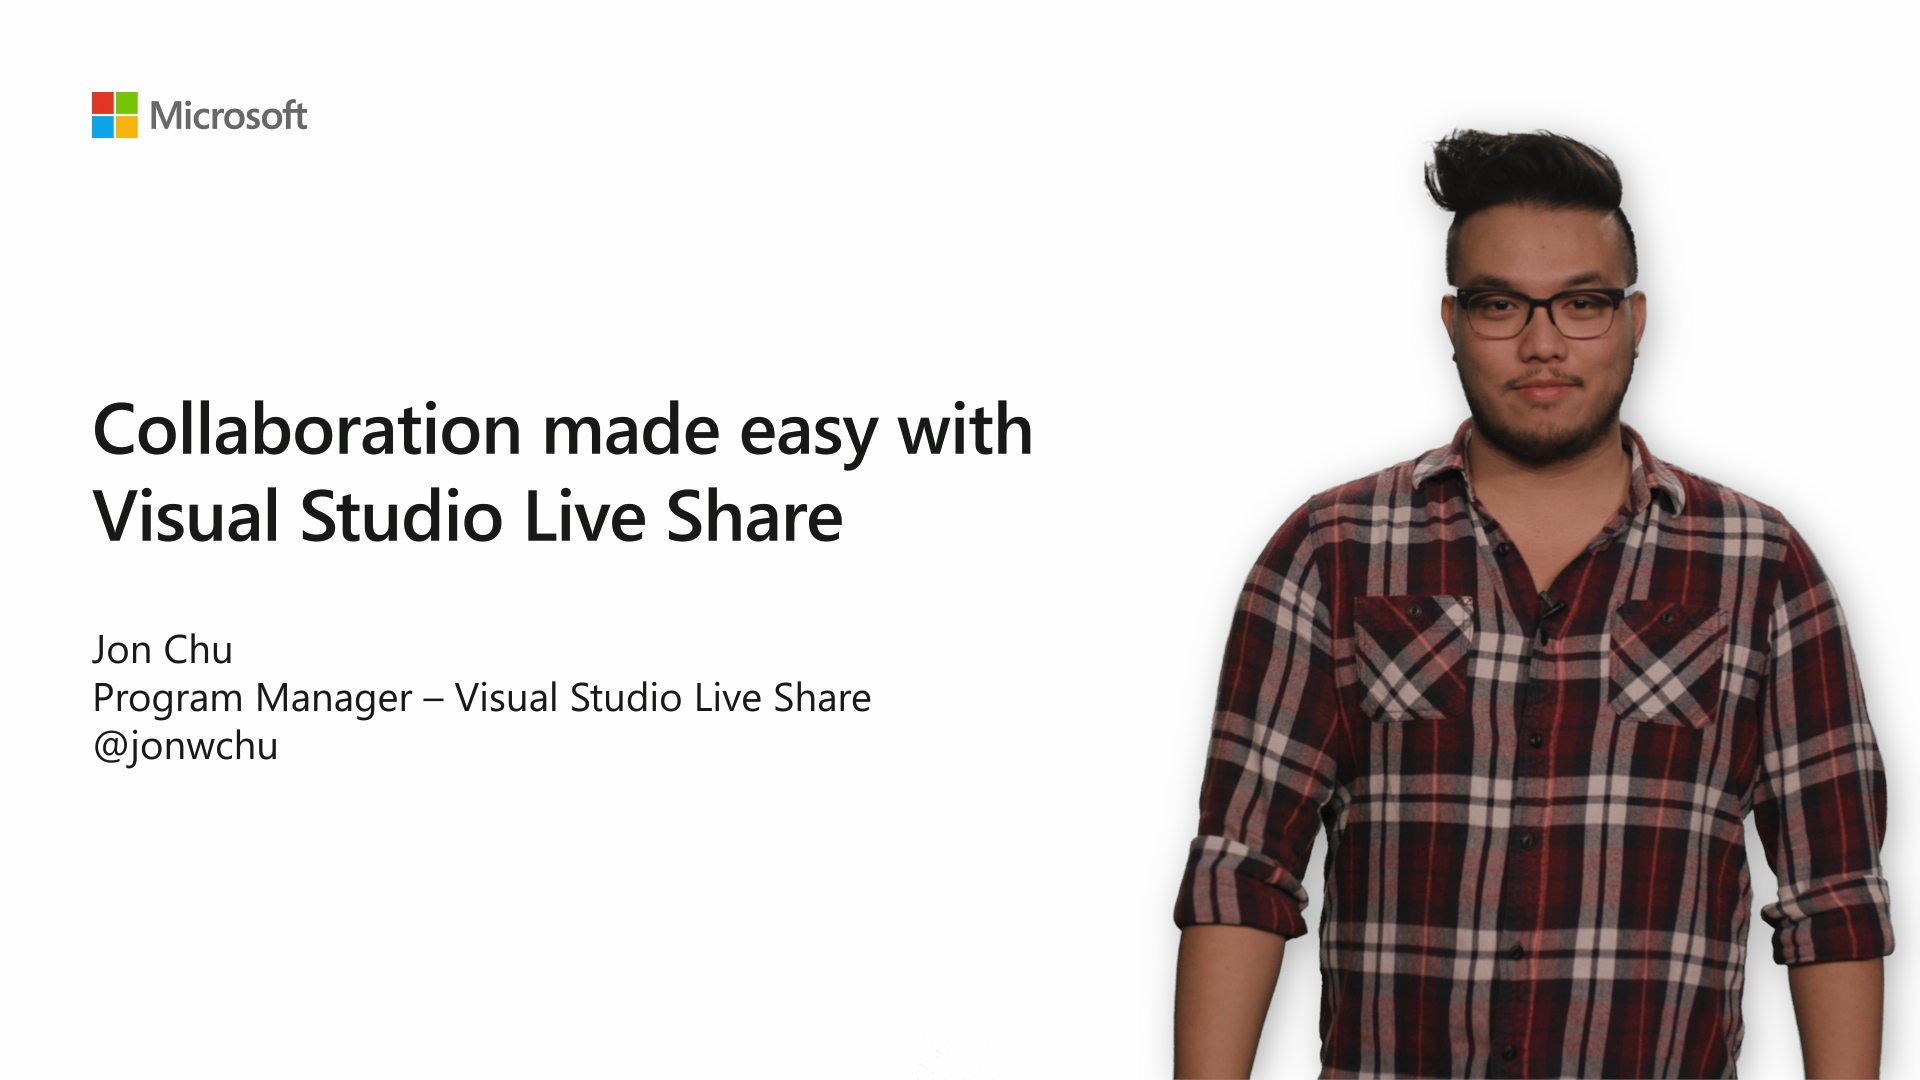 Microsoft
Collaboration made easy with
Visual Studio Live Share
Jon Chu
Program Manager – Visual Studio Live Share
@jonwchu